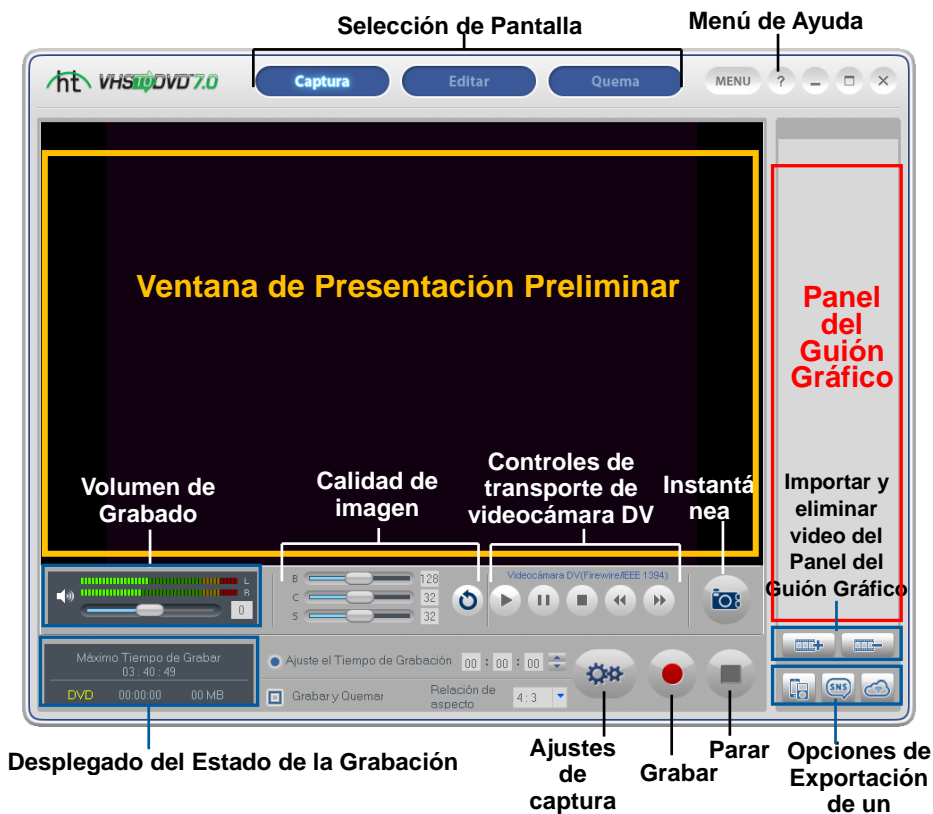 Selección de Pantalla
Menú de Ayuda
ht VHS TO DVD 7.0
Captura
Editar
Quema
MENU
?
Ventana de Presentación Preliminar
Panel
del
Guión
Gráfico
Volumen de
Grabado
Calidad de
imagen
Controles de
transporte de
videocámara DV
Instantá
nea
Importar y
eliminar
video del
Panel del
Guión Gráfico
L
R
0
B 128
C 32
S 32
Videocámara DV(Firewire/IEEE 1394)
Máximo Tiempo de Grabar
03 : 40 : 49
DVD 00:00:00 00 MB
Ajuste el Tiempo de Grabación 00 : 00 : 00
Grabar y Quemar
Relación de
aspecto
4 : 3
SNS
Desplegado del Estado de la Grabación
Ajustes
de
captura
Grabar
Parar
Opciones de
Exportación
de un